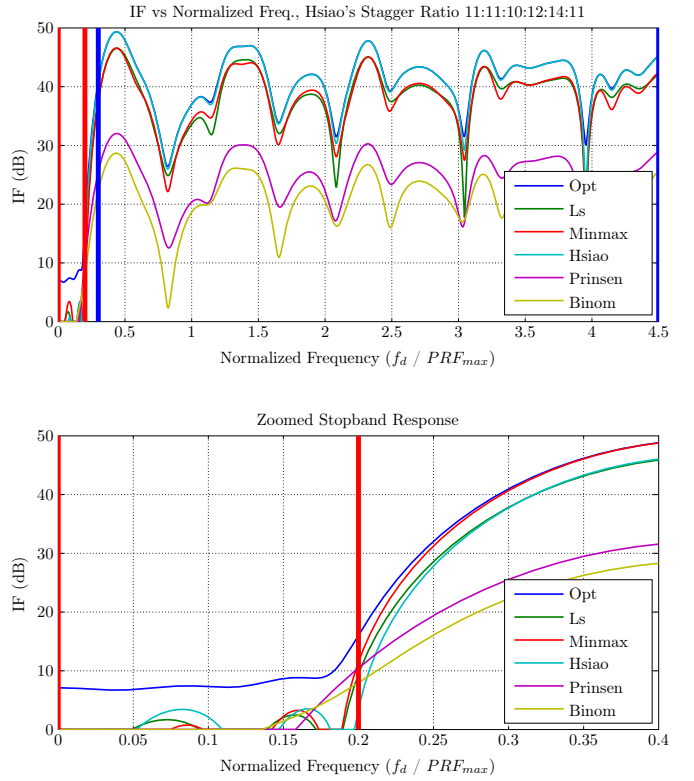 IF vs Normalized Freq., Hsiao's Stagger Ratio 11:11:10:12:14:11
50
40
30
20
10
0
IF (dB)
Opt
Ls
Minmax
Hsiao
Prinsen
Binom
0 0.5 1 1.5 2 2.5 3 3.5 4 4.5
Normalized Frequency (f_d / PRF_max)
Zoomed Stopband Response
50
40
30
20
10
0
IF (dB)
Opt
Ls
Minmax
Hsiao
Prinsen
Binom
0 0.05 0.1 0.15 0.2 0.25 0.3 0.35 0.4
Normalized Frequency (f_d / PRF_max)